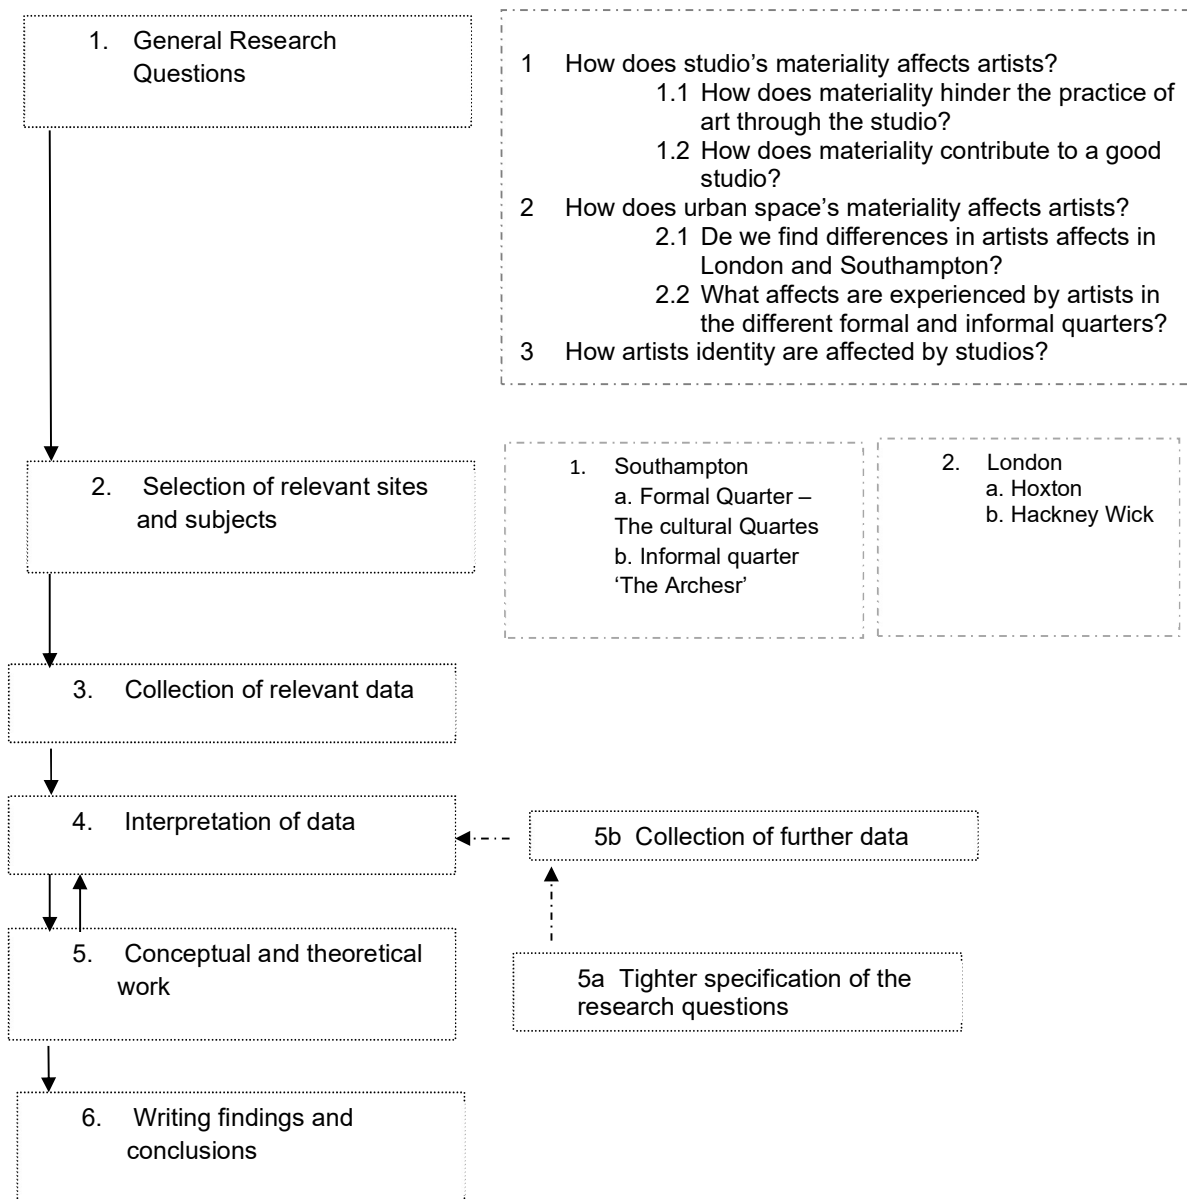 1. General Research
Questions
1 How does studio's materiality affects artists?
1.1 How does materiality hinder the practice of
art through the studio?
1.2 How does materiality contribute to a good
studio?
2 How does urban space's materiality affects artists?
2.1 De we find differences in artists affects in
London and Southampton?
2.2 What affects are experienced by artists in
the different formal and informal quarters?
3 How artists identity are affected by studios?
2. Selection of relevant sites
and subjects
1. Southampton
a. Formal Quarter –
The cultural Quartes
b. Informal quarter
‘The Archesr’
2. London
a. Hoxton
b. Hackney Wick
3. Collection of relevant data
4. Interpretation of data
5b Collection of further data
5. Conceptual and theoretical
work
5a Tighter specification of the
research questions
6. Writing findings and
conclusions